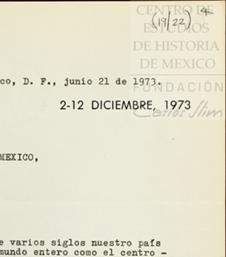 CENTRO DE
ESTUDIOS
DE HISTORIA
DE MEXICO
FUNDACIÓN
Carlos Slim
(19/22) 4
co, D. F., junio 21 de 1973.
2-12 DICIEMBRE, 1973
MEXICO,
e varios siglos nuestro país
mundo entero como el centro -